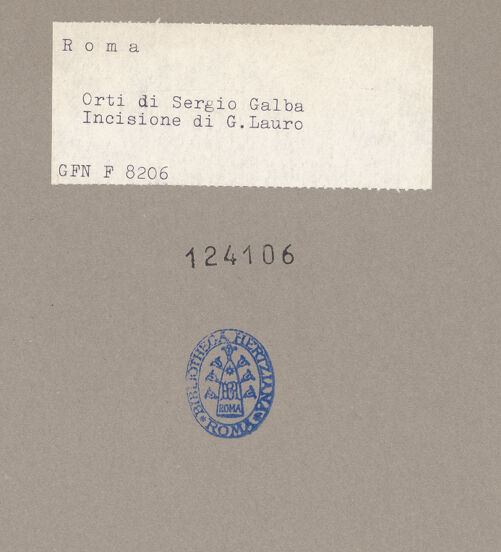 Roma
Orti di Sergio Galba
Incisione di G.Lauro
GFN F 8206
124106
BIBLIOTHECA HERTZIANA
ROMA
ROMA